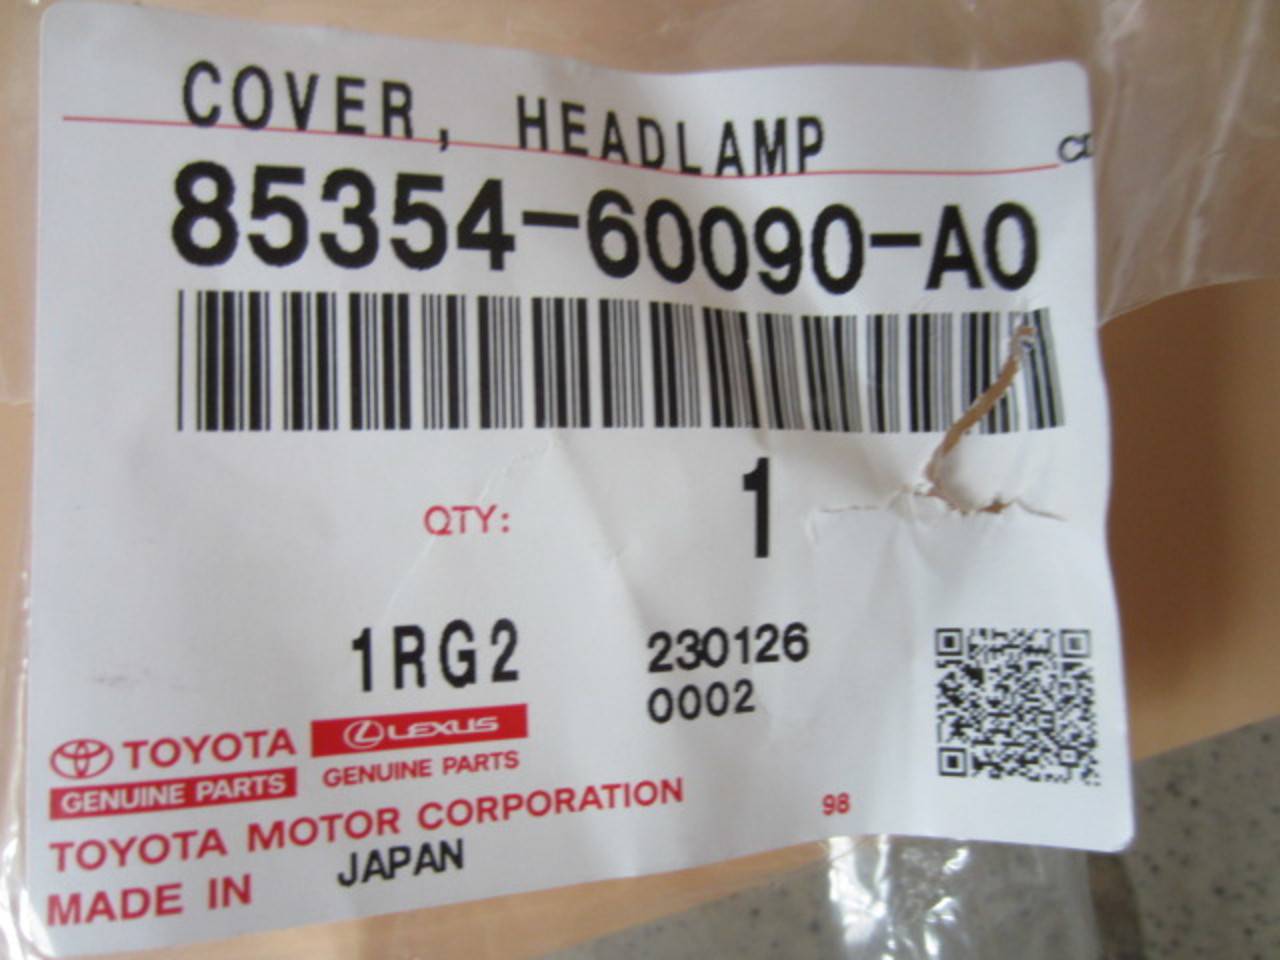 COVER, HEADLAMP
85354-60090-A0
QTY: 1
1RG2 230126
0002
TOYOTA LEXUS
GENUINE PARTS GENUINE PARTS
TOYOTA MOTOR CORPORATION 98
MADE IN JAPAN